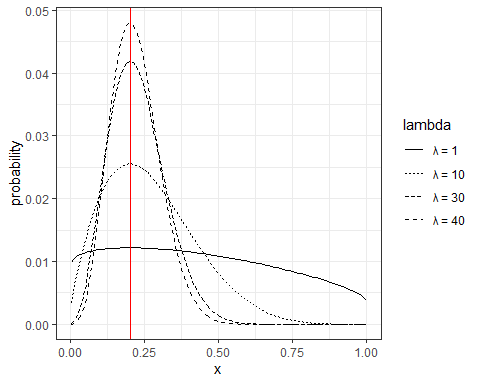 0.05
0.04
0.03
0.02
0.01
0.00
probability
0.00 0.25 0.50 0.75 1.00
x
lambda
λ = 1
λ = 10
λ = 30
λ = 40